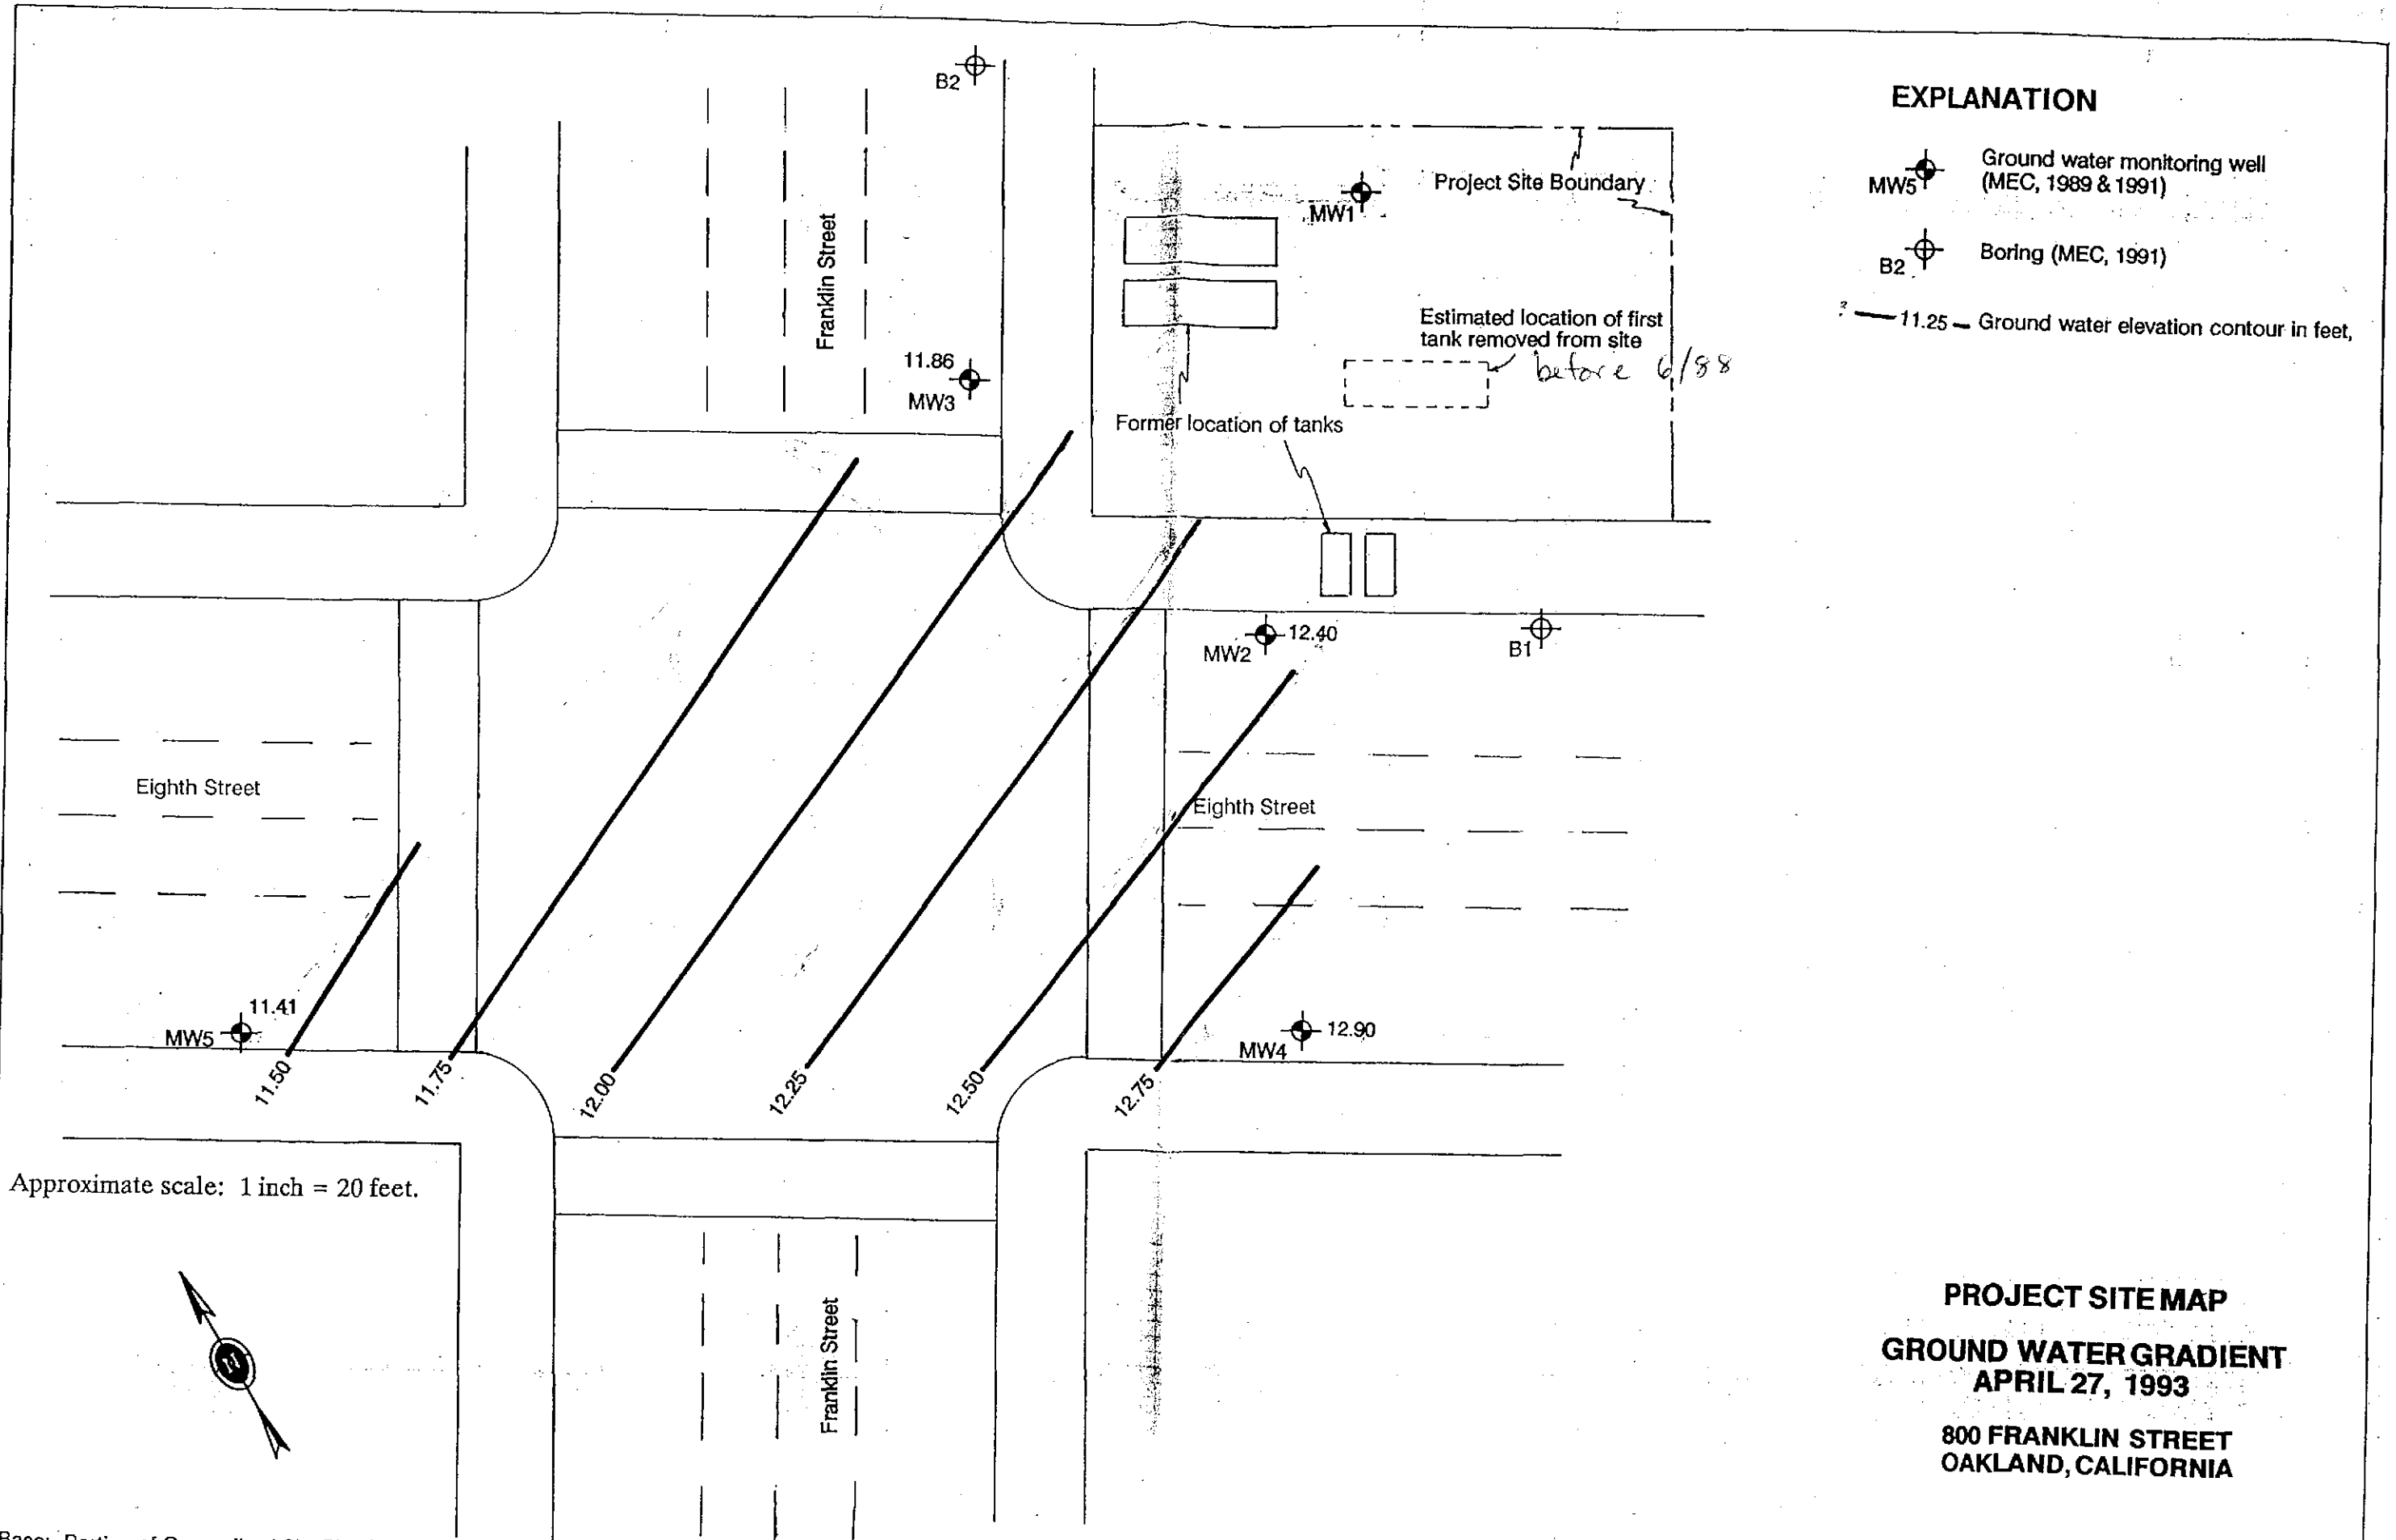 B2
EXPLANATION
MW5
Ground water monitoring well
(MEC, 1989 & 1991)
B2
Boring (MEC, 1991)
? 11.25 Ground water elevation contour in feet,
Project Site Boundary
MW1
Franklin Street
Estimated location of first
tank removed from site
before 6/88
11.86
MW3
Former location of tanks
MW2
12.40
B1
Eighth Street
Eighth Street
11.41
MW5
12.90
MW4
11.50
11.75
12.00
12.25
12.50
12.75
Approximate scale: 1 inch = 20 feet.
N
Franklin Street
PROJECT SITE MAP
GROUND WATER GRADIENT
APRIL 27, 1993
800 FRANKLIN STREET
OAKLAND, CALIFORNIA